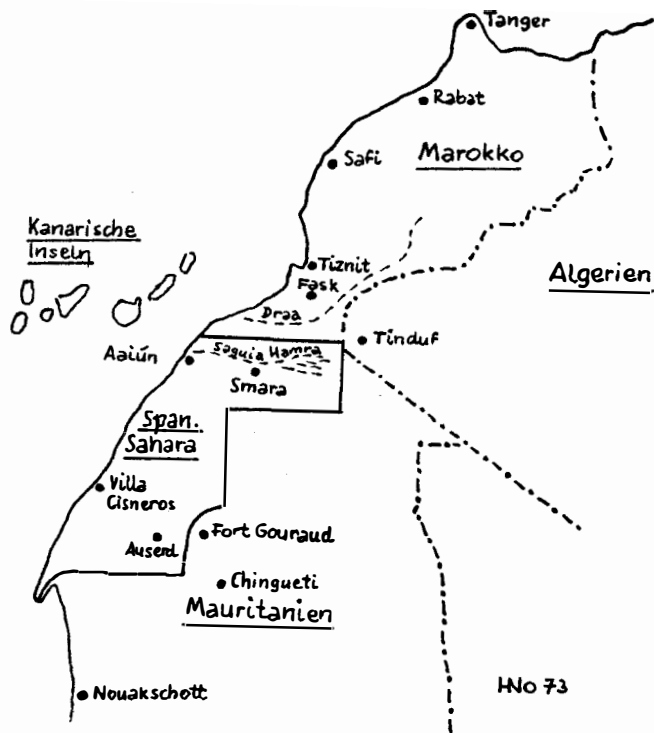 Tanger
Rabat
Marokko
Safi
Kanarische
Inseln
Tiznit
Fask
Algerien
Draa
Tinduf
Saguia Hamra
Aaiún
Smara
Span.
Sahara
Villa
Cisneros
Auserd
Fort Gouraud
Chingueti
Mauritanien
Nouakschott
HNo 73